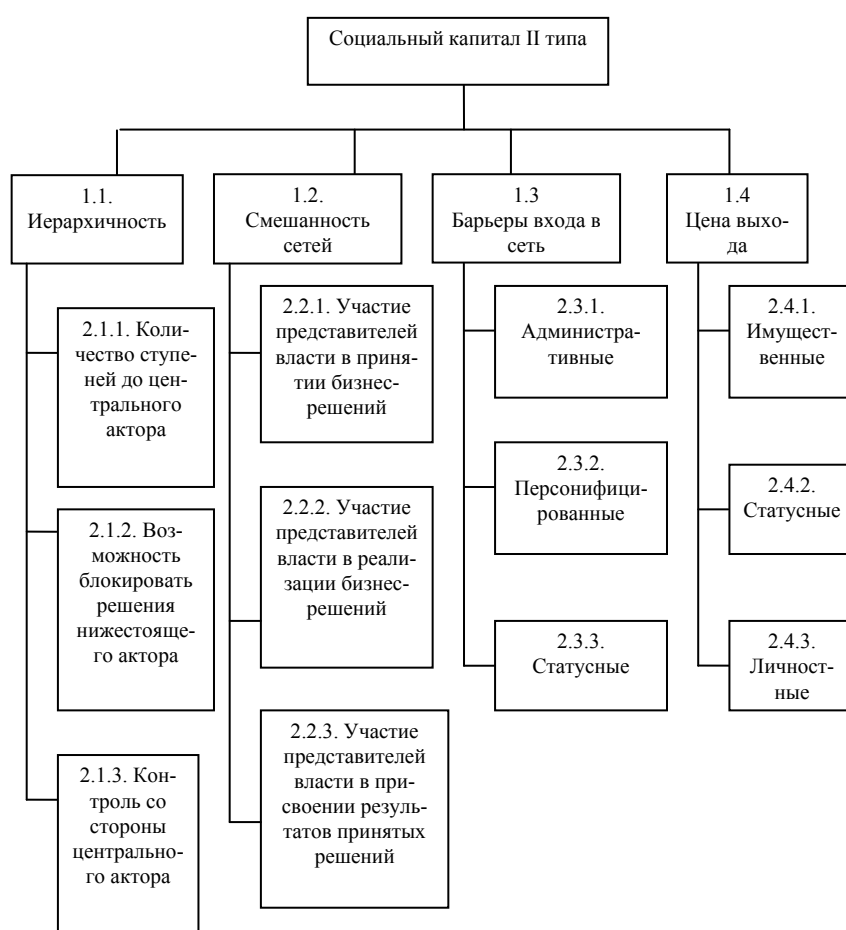 Социальный капитал II типа
1.1.
Иерархичность
1.2.
Смешанность
сетей
1.3
Барьеры входа в
сеть
1.4
Цена выхо-
да
2.1.1. Коли-
чество ступе-
ней до цен-
трального
актора
2.1.2. Воз-
можность
блокировать
решения
нижестояще-
го актора
2.1.3. Кон-
троль со
стороны
центрально-
го актора
2.2.1. Участие
представителей
власти в приня-
тии бизнес-
решений
2.2.2. Участие
представителей
власти в реали-
зации бизнес-
решений
2.2.3. Участие
представителей
власти в при-
своении резуль-
татов принятых
решений
2.3.1.
Администра-
тивные
2.3.2.
Персонифици-
рованные
2.3.3.
Статусные
2.4.1.
Имущест-
венные
2.4.2.
Статусные
2.4.3.
Личност-
ные